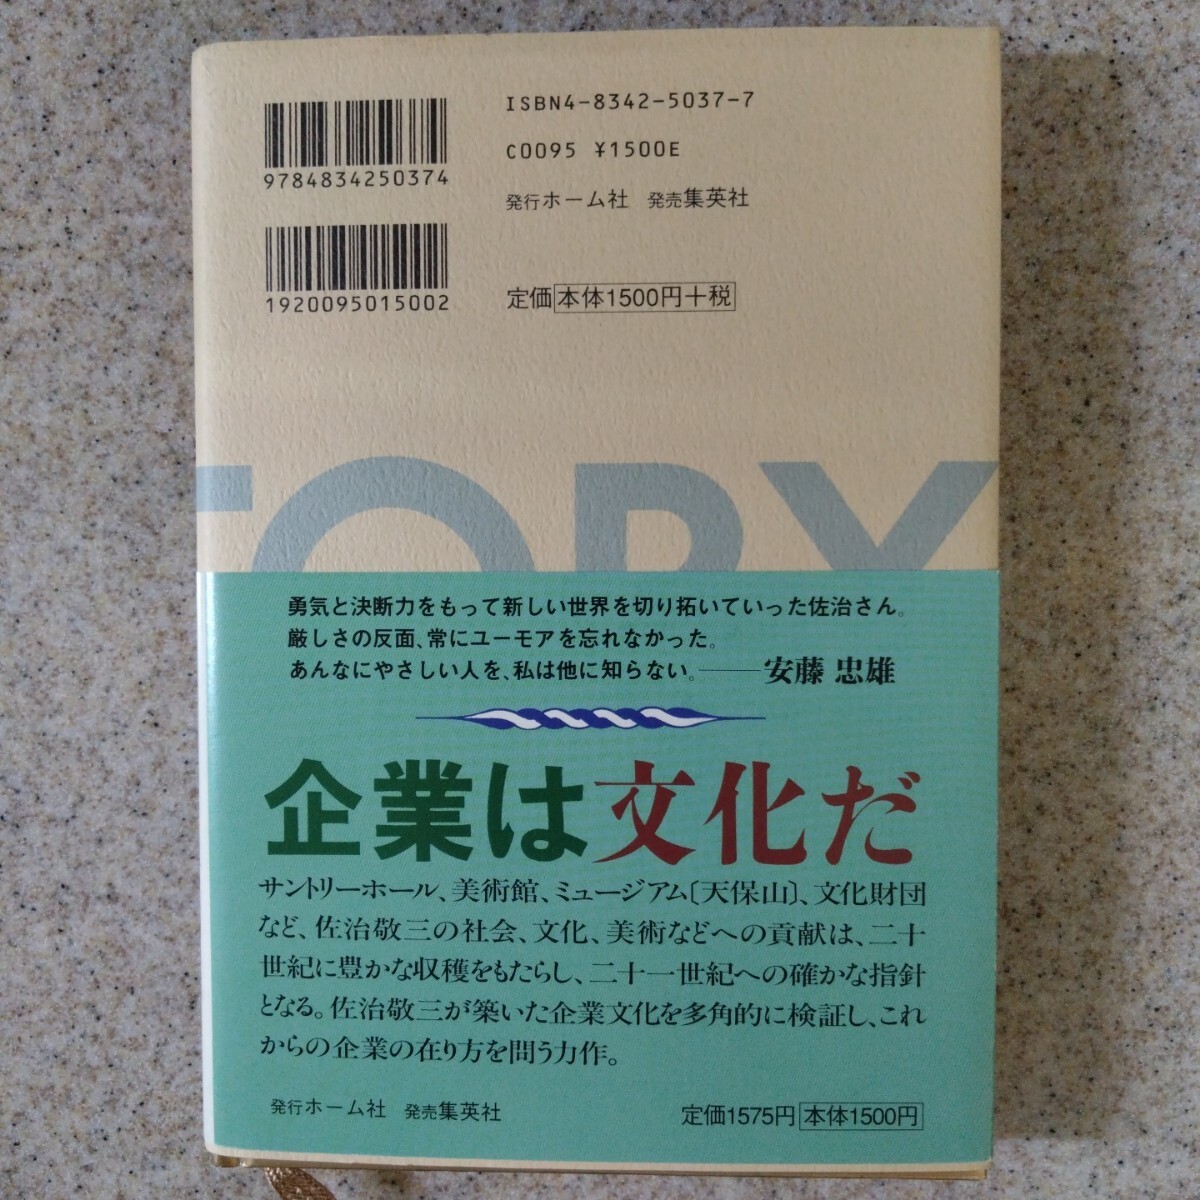 ISBN4-8342-5037-7
C0095 ¥1500E
9784834250374
発行ホーム社 発売集英社
1920095015002
定価本体1500円+税
TORY
勇気と決断力をもって新しい世界を切り拓いていった佐治さん。
厳しさの反面、常にユーモアを忘れなかった。
あんなにやさしい人を、私は他に知らない。――安藤 忠雄
企業は文化だ
サントリーホール、美術館、ミュージアム〔天保山〕、文化財団
など、佐治敬三の社会、文化、美術などへの貢献は、二十
世紀に豊かな収穫をもたらし、二十一世紀への確かな指針
となる。佐治敬三が築いた企業文化を多角的に検証し、これ
からの企業の在り方を問う力作。
発行ホーム社 発売集英社
定価1575円 本体1500円